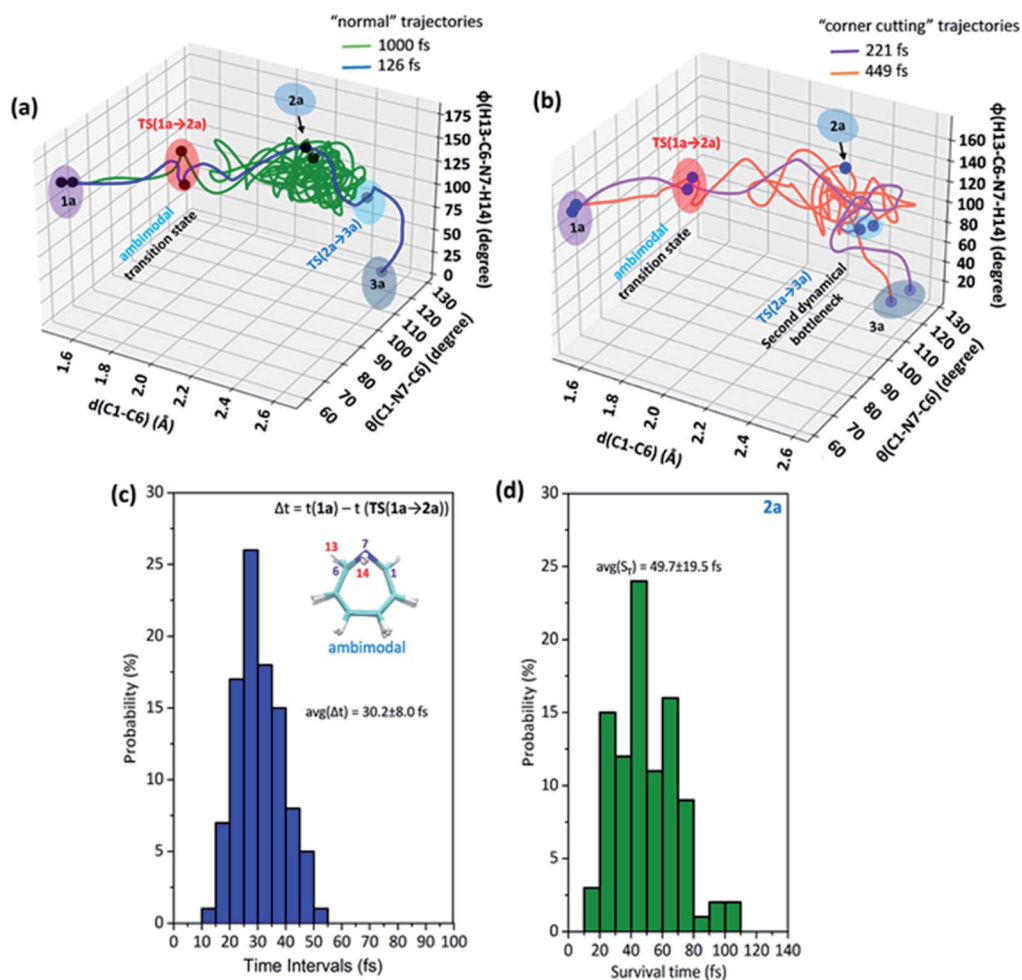 "normal" trajectories
1000 fs
126 fs
(a)
2a
TS(1a→2a)
1a
ambimodal
transition state
TS(2a→3a)
3a
175
150
125
100
75
50
25
0
ϕ(H13-C6-N7-H14) (degree)
1.6
1.8
2.0
2.2
2.4
2.6
d(C1-C6) (Å)
60
70
80
90
100
110
120
130
θ(C1-N7-C6) (degree)
"corner cutting" trajectories
221 fs
449 fs
(b)
2a
TS(1a→2a)
1a
ambimodal
transition state
TS(2a→3a)
Second dynamical
bottleneck
3a
160
140
120
100
80
60
40
20
ϕ(H13-C6-N7-H14) (degree)
1.6
1.8
2.0
2.2
2.4
2.6
d(C1-C6) (Å)
60
70
80
90
100
110
120
130
θ(C1-N7-C6) (degree)
(c)
Δt = t(1a) – t (TS(1a→2a))
13
7
6
14
1
ambimodal
avg(Δt) = 30.2±8.0 fs
30
25
20
15
10
5
0
Probability (%)
0 10 20 30 40 50 60 70 80 90 100
Time Intervals (fs)
(d)
2a
avg(S_T) = 49.7±19.5 fs
30
25
20
15
10
5
0
Probability (%)
0 20 40 60 80 100 120 140
Survival time (fs)